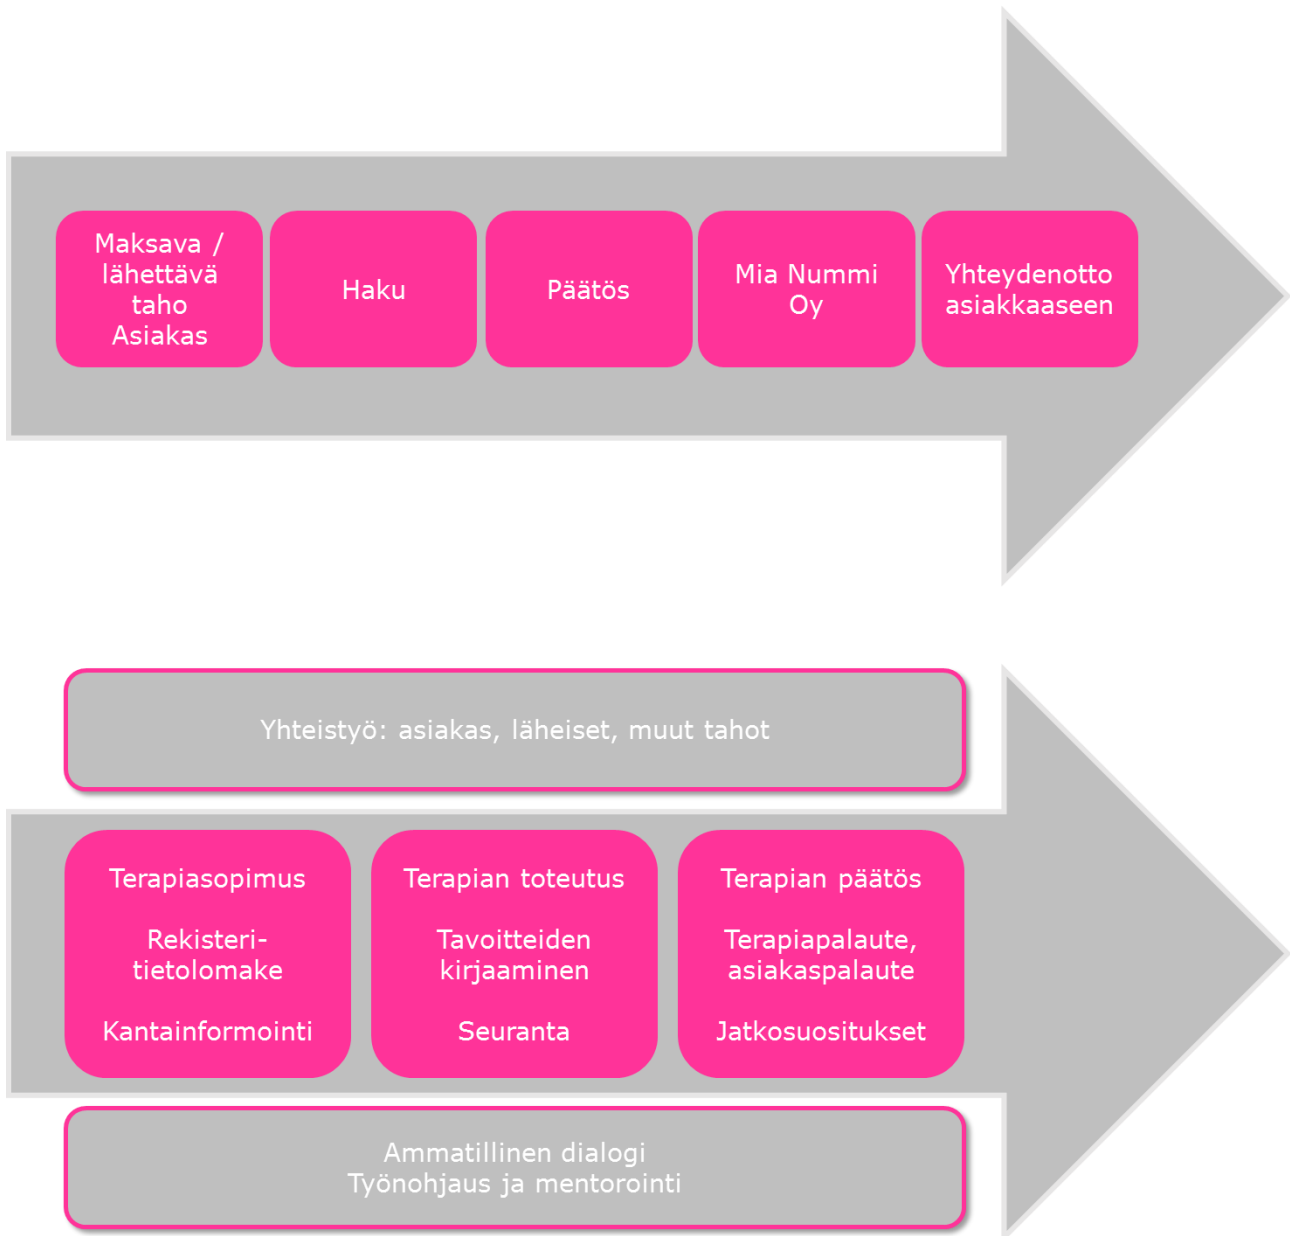 Maksava /
lähettävä
taho
Asiakas
Haku
Päätös
Mia Nummi
Oy
Yhteydenotto
asiakkaaseen
Yhteistyö: asiakas, läheiset, muut tahot
Terapiasopimus
Rekisteri-
tietolomake
Kantainformointi
Terapian toteutus
Tavoitteiden
kirjaaminen
Seuranta
Terapian päätös
Terapiapalaute,
asiakaspalaute
Jatkosuositukset
Ammatillinen dialogi
Työnohjaus ja mentorointi